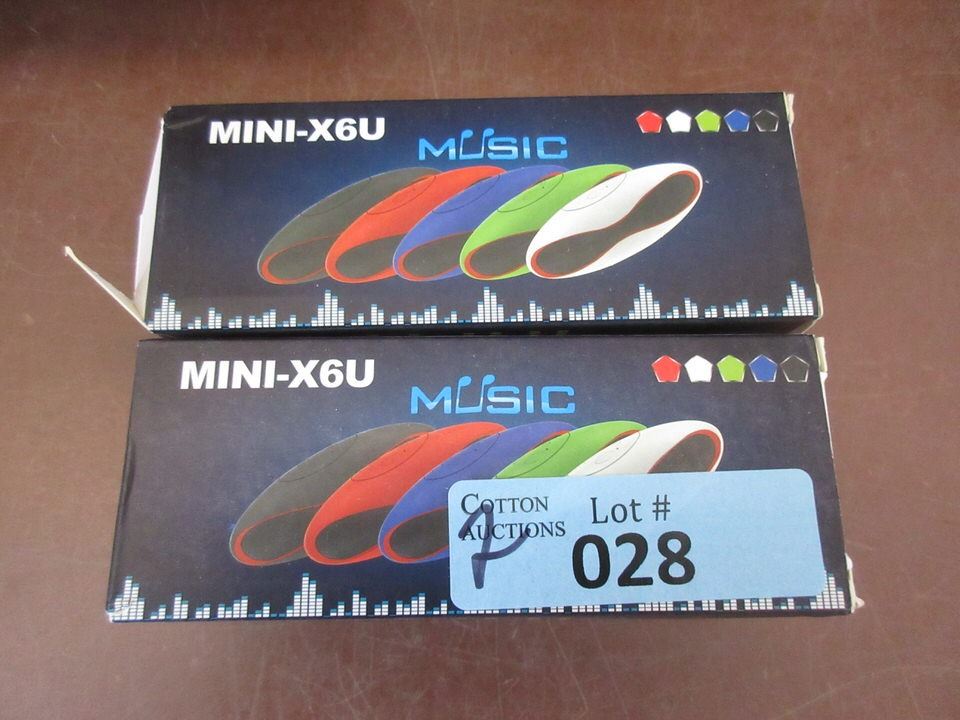 MINI-X6U
MUSIC
MINI-X6U
MUSIC
COTTON
AUCTIONS
Lot #
028